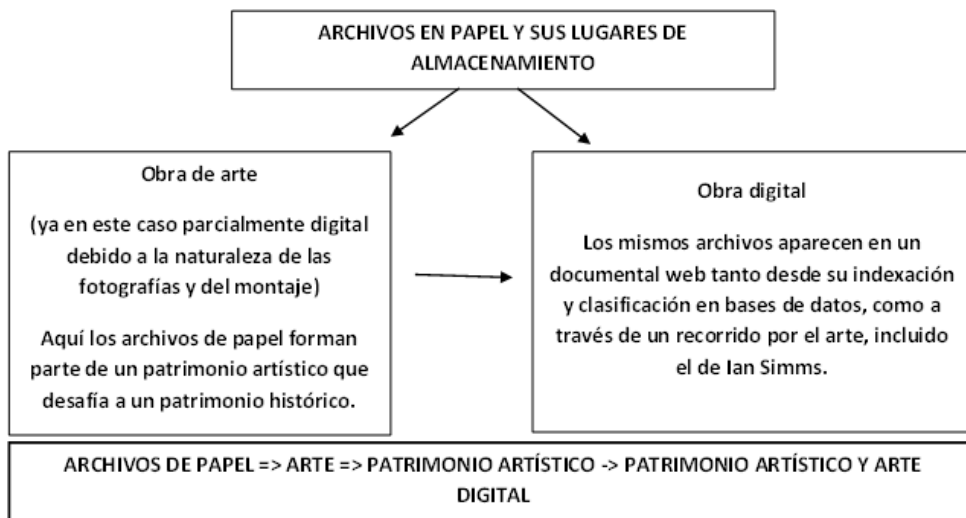 ARCHIVOS EN PAPEL Y SUS LUGARES DE
ALMACENAMIENTO
Obra de arte
(ya en este caso parcialmente digital
debido a la naturaleza de las
fotografías y del montaje)
Aquí los archivos de papel forman
parte de un patrimonio artístico que
desafía a un patrimonio histórico.
Obra digital
Los mismos archivos aparecen en un
documental web tanto desde su indexación
y clasificación en bases de datos, como a
través de un recorrido por el arte, incluido
el de Ian Simms.
ARCHIVOS DE PAPEL => ARTE => PATRIMONIO ARTÍSTICO -> PATRIMONIO ARTÍSTICO Y ARTE
DIGITAL